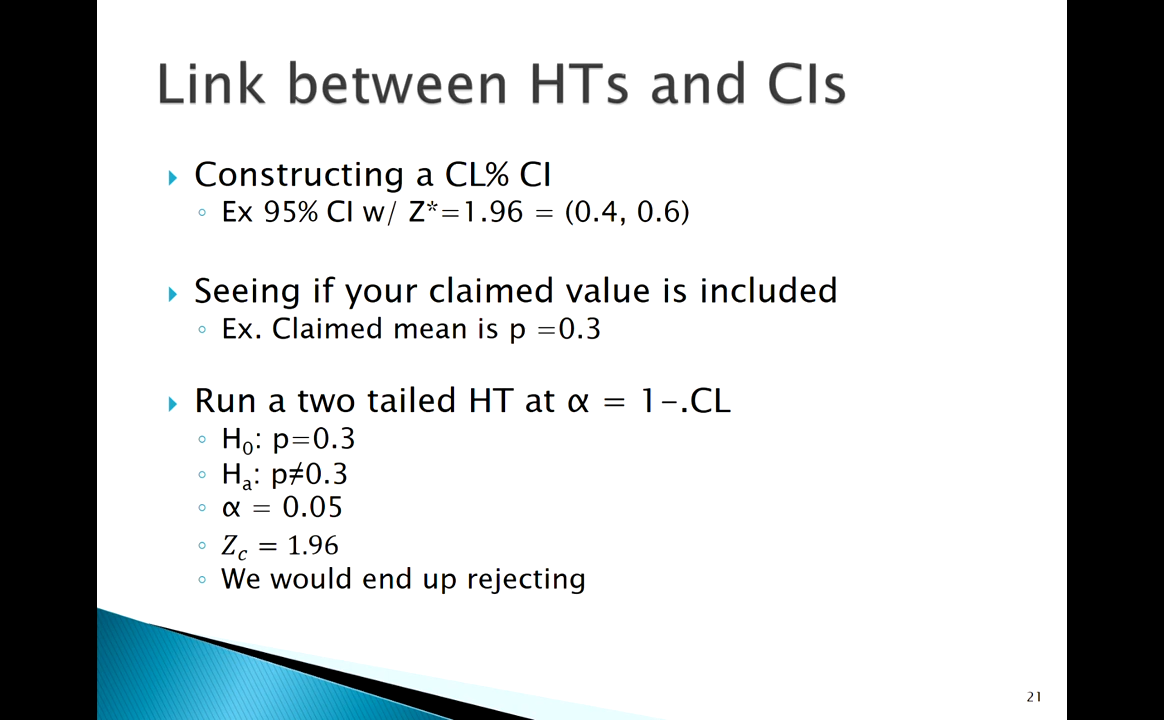 Link between HTs and CIs
Constructing a CL% CI
Ex 95% CI w/ Z*=1.96 = (0.4, 0.6)
Seeing if your claimed value is included
Ex. Claimed mean is p =0.3
Run a two tailed HT at α = 1-.CL
H₀: p=0.3
Hₐ: p≠0.3
α = 0.05
Z_c = 1.96
We would end up rejecting
21